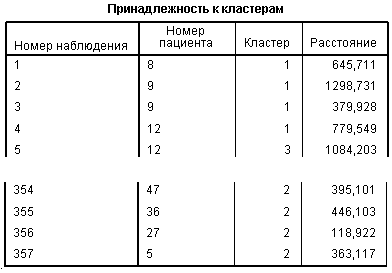 Принадлежность к кластерам
Номер наблюдения Номер пациента Кластер Расстояние
1 8 1 645,711
2 9 1 1298,731
3 9 1 379,928
4 12 1 779,549
5 12 3 1084,203
354 47 2 395,101
355 36 2 446,103
356 27 2 118,922
357 5 2 363,117